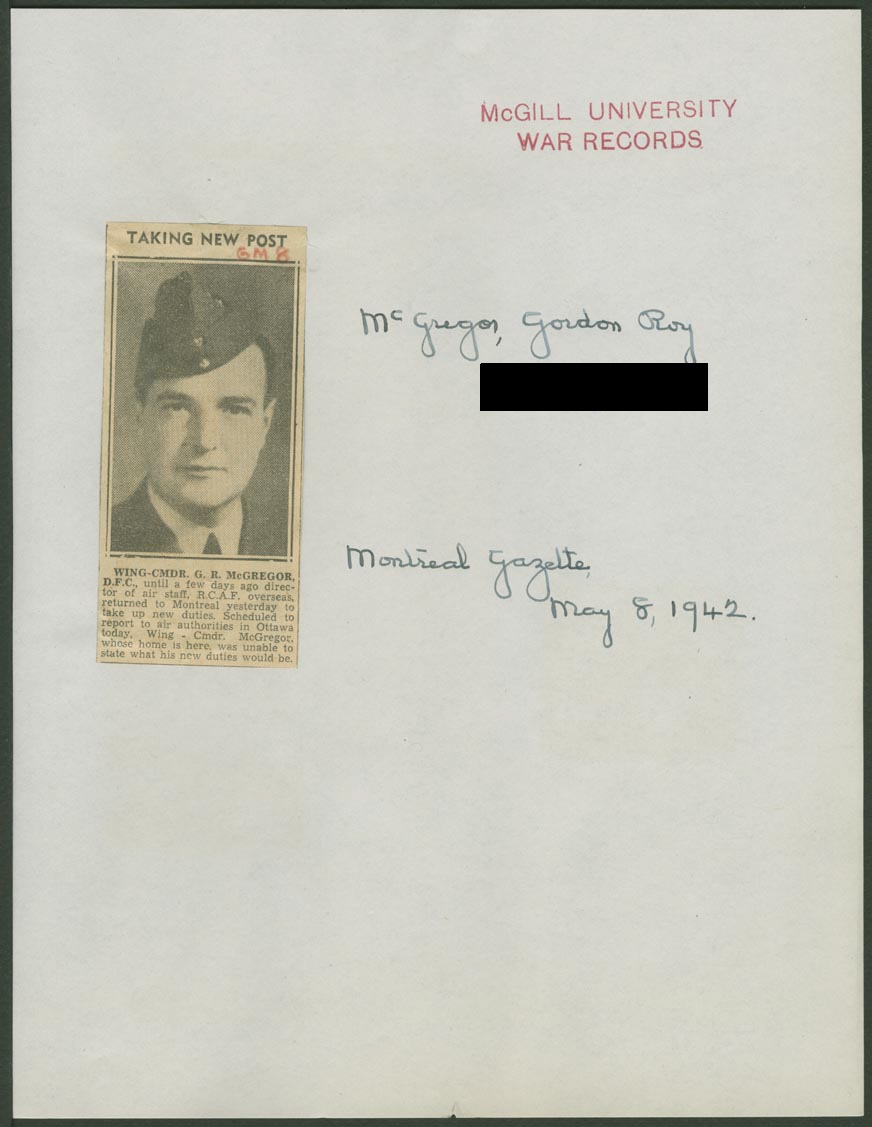 McGILL UNIVERSITY
WAR RECORDS
TAKING NEW POST
GM 8
McGregor, Gordon Roy
Montreal Gazette,
May 8, 1942.
WING-CMDR. G. R. McGREGOR,
D.F.C., until a few days ago direc-
tor of air staff, R.C.A.F. overseas,
returned to Montreal yesterday to
take up new duties. Scheduled to
report to air authorities in Ottawa
today, Wing - Cmdr. McGregor,
whose home is here, was unable to
state what his new duties would be.